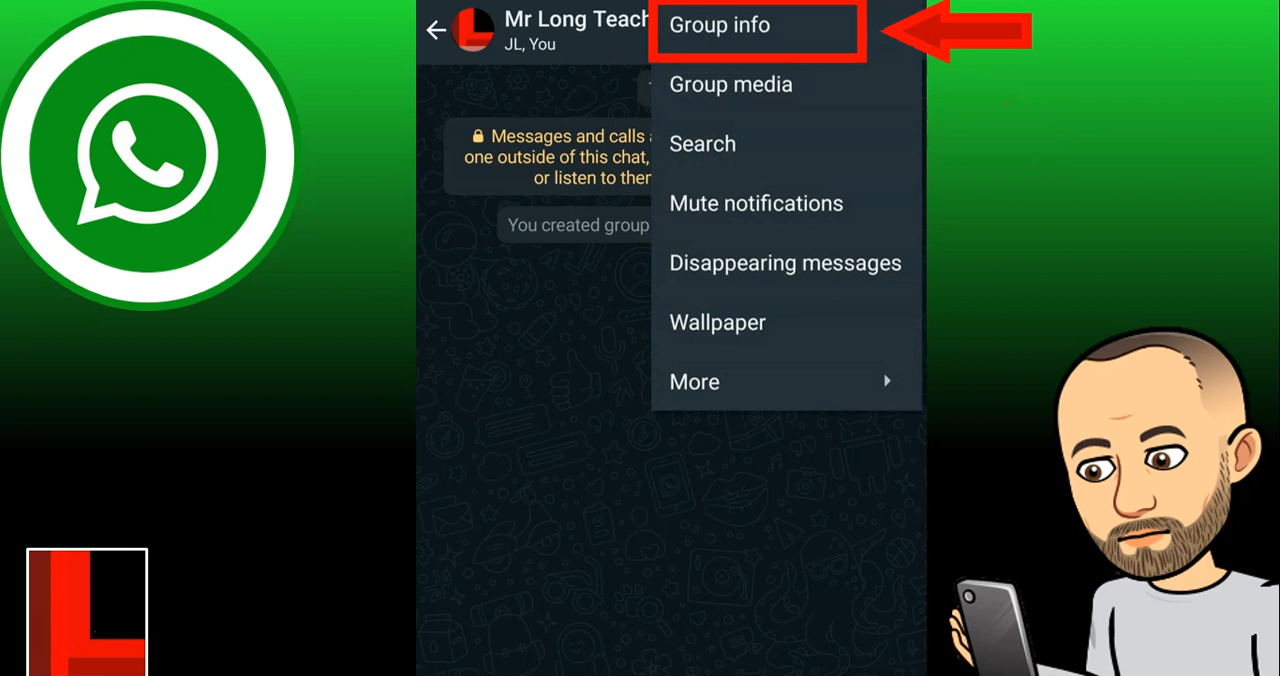 Mr Long Teach
JL, You
Group info
Group media
Search
Mute notifications
Disappearing messages
Wallpaper
More
Messages and calls
one outside of this chat,
or listen to
You created group